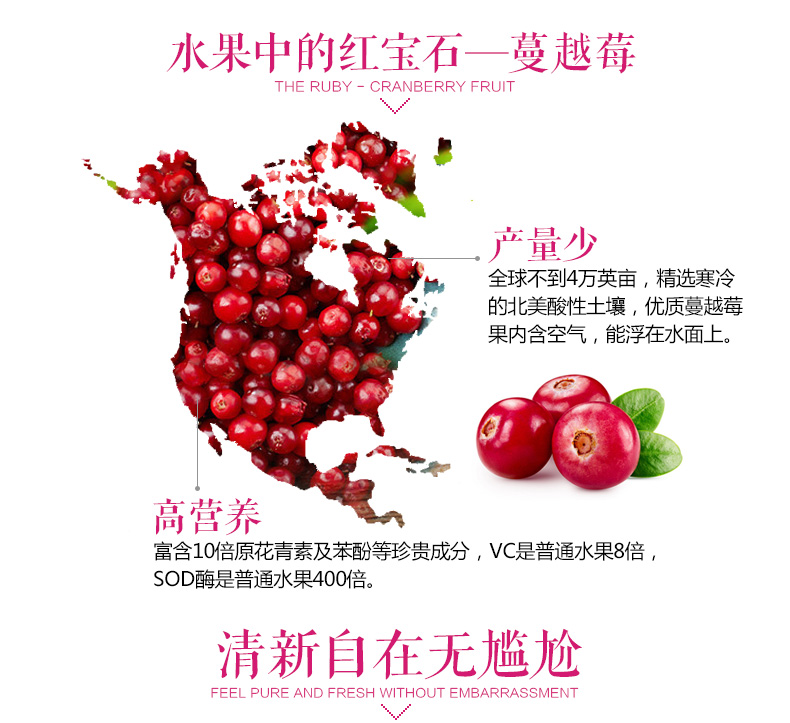 水果中的红宝石—蔓越莓
THE RUBY – CRANBERRY FRUIT
产量少
全球不到4万英亩，精选寒冷
的北美酸性土壤，优质蔓越莓
果内含空气，能浮在水面上。
高营养
富含10倍原花青素及苯酚等珍贵成分，VC是普通水果8倍，
SOD酶是普通水果400倍。
清新自在无尴尬
FEEL PURE AND FRESH WITHOUT EMBARRASSMENT